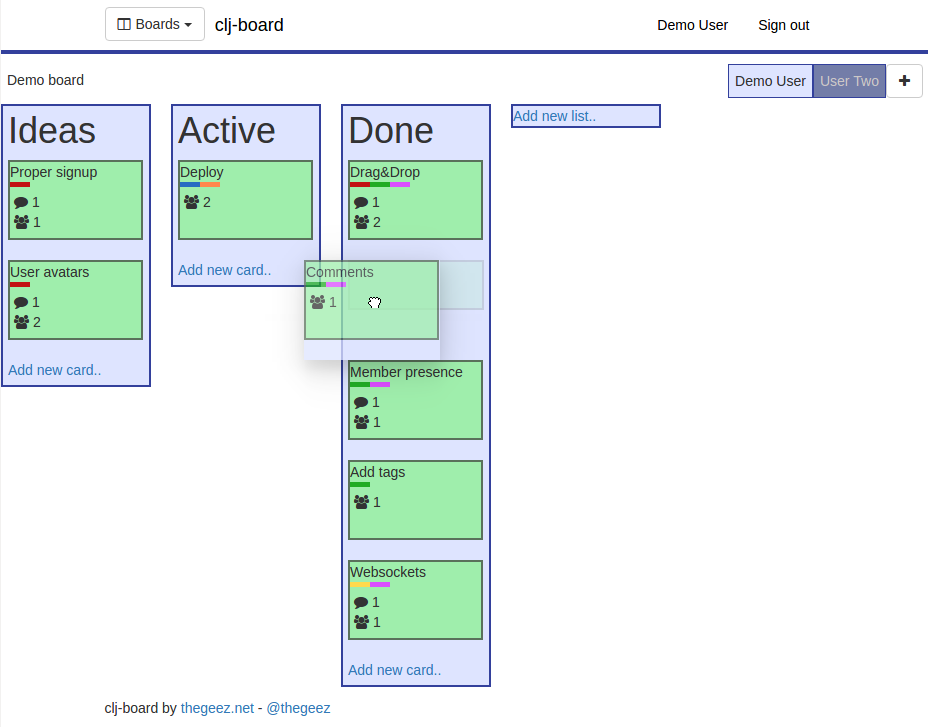 Boards clj-board Demo User Sign out
Demo board Demo User User Two
Ideas
Proper signup
1
1
User avatars
1
2
Add new card..
Active
Deploy
2
Add new card..
Done
Drag&Drop
1
2
Comments
1
Member presence
1
1
Add tags
1
Websockets
1
1
Add new card..
Add new list..
clj-board by thegeez.net - @thegeez